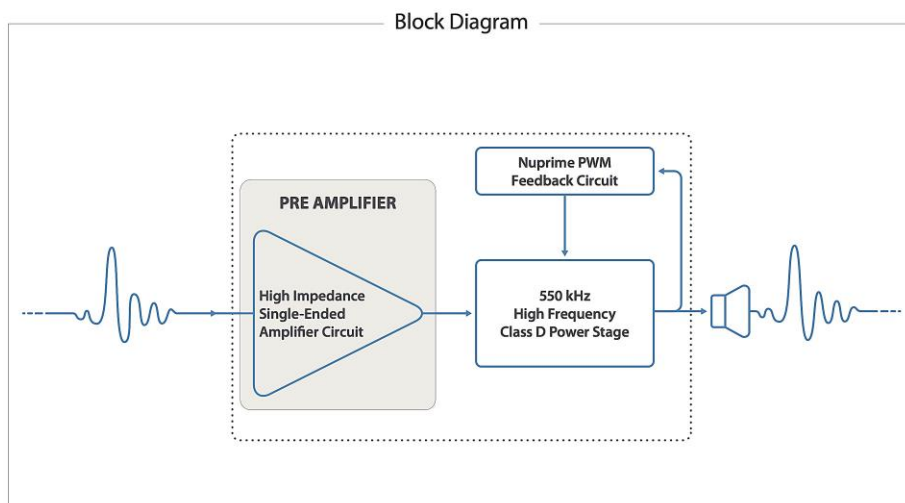 Block Diagram
Nuprime PWM
Feedback Circuit
PRE AMPLIFIER
High Impedance
Single-Ended
Amplifier Circuit
550 kHz
High Frequency
Class D Power Stage